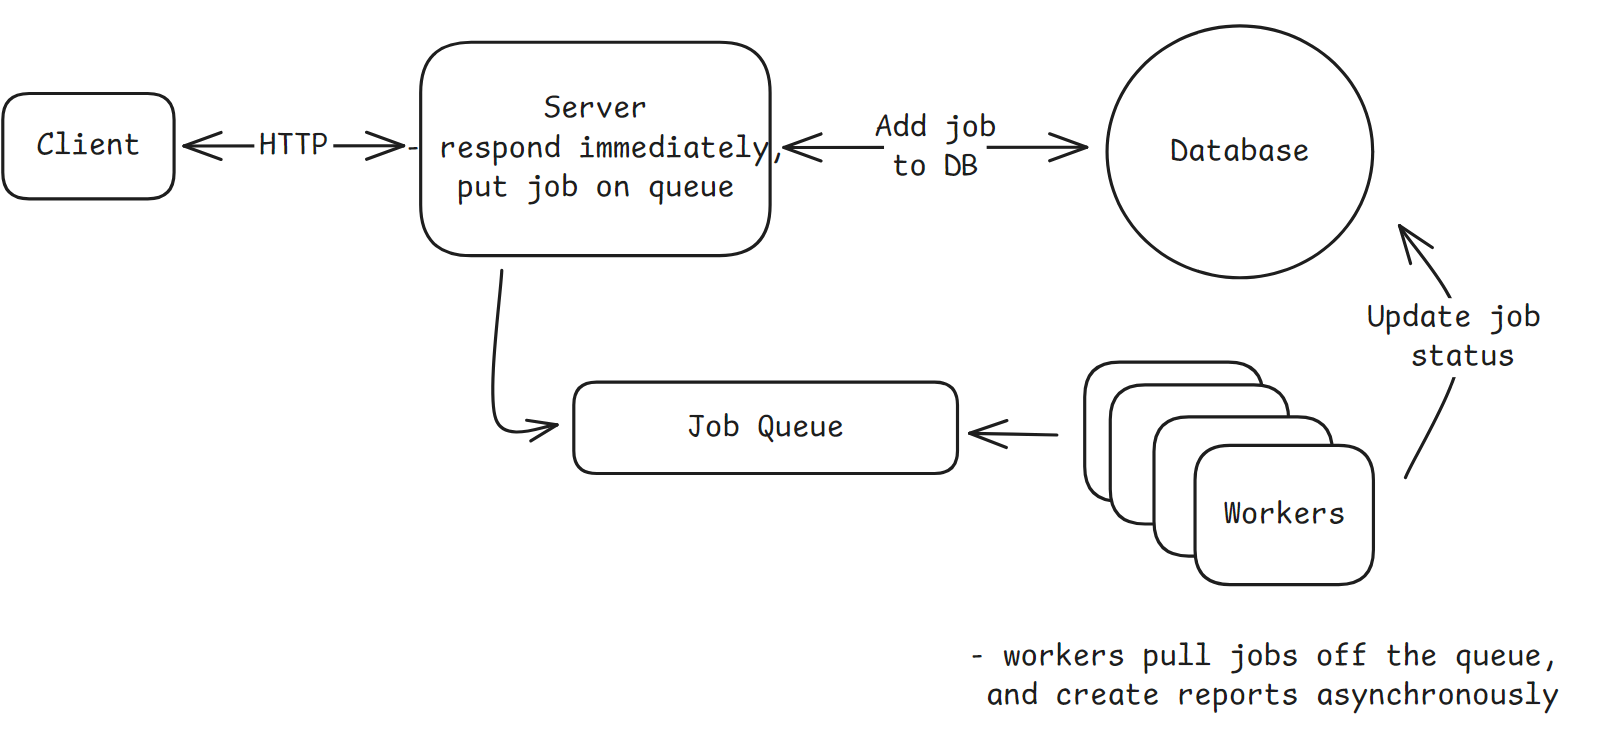 Client
HTTP
Server
- respond immediately,
put job on queue
Add job
to DB
Database
Update job
status
Job Queue
Workers
- workers pull jobs off the queue,
and create reports asynchronously